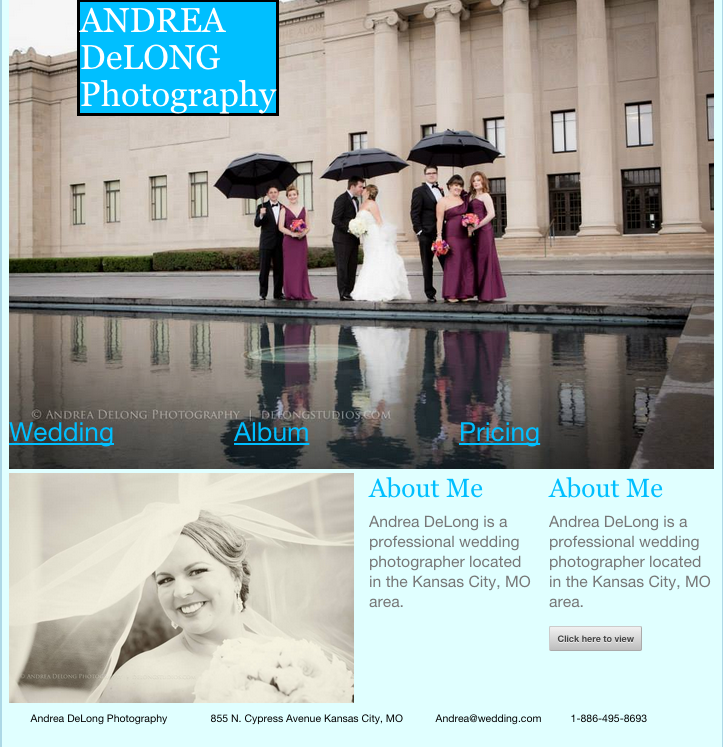 ANDREA
DeLONG
Photography
© Andrea DeLong Photography | delongstudios.com
Wedding Album Pricing
About Me
Andrea DeLong is a
professional wedding
photographer located
in the Kansas City, MO
area.
About Me
Andrea DeLong is a
professional wedding
photographer located
in the Kansas City, MO
area.
Click here to view
Andrea DeLong Photography 855 N. Cypress Avenue Kansas City, MO Andrea@wedding.com 1-886-495-8693